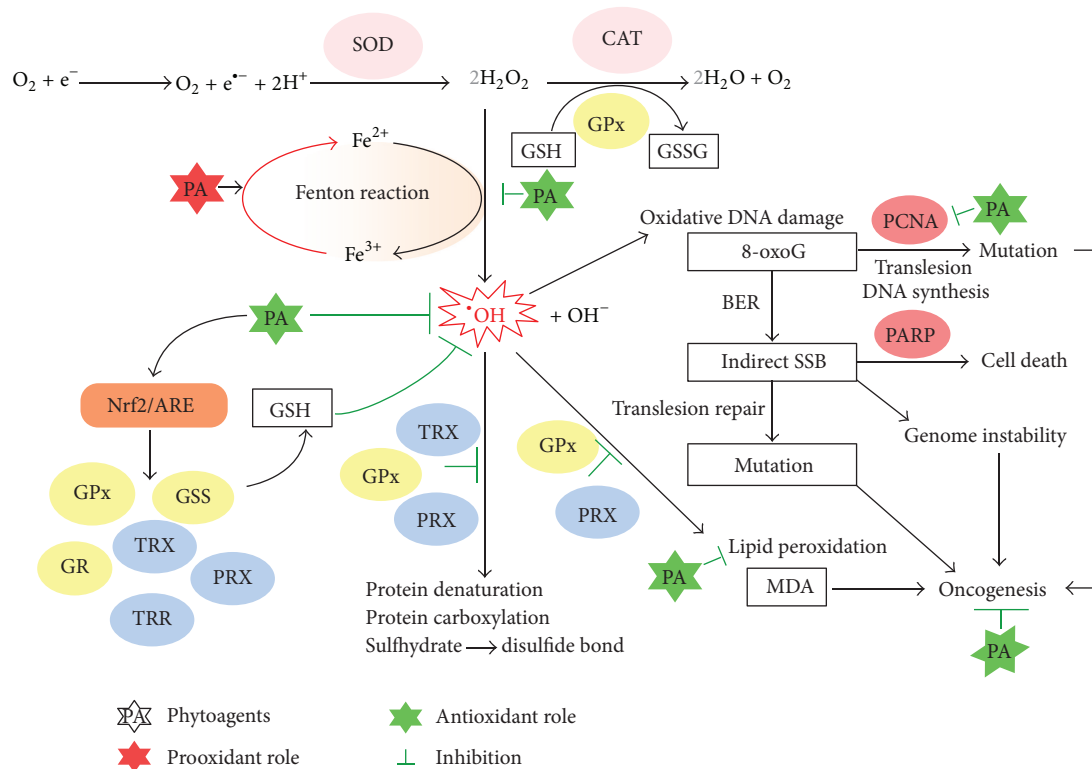 SOD
CAT
O₂ + e⁻
O₂ + e•⁻ + 2H⁺
2H₂O₂
2H₂O + O₂
GPx
GSH
GSSG
Fe²⁺
PA
Fenton reaction
PA
Fe³⁺
Oxidative DNA damage
8-oxoG
PCNA
PA
Mutation
Translesion
DNA synthesis
BER
PA
•OH
+ OH⁻
PARP
Indirect SSB
Cell death
Nrf2/ARE
GSH
Translesion repair
Genome instability
TRX
GPx
PRX
GPx
PRX
Mutation
GPx
GSS
TRX
GR
PRX
TRR
Lipid peroxidation
PA
MDA
Oncogenesis
PA
Protein denaturation
Protein carboxylation
Sulfhydrate
disulfide bond
PA
Phytoagents
Antioxidant role
Prooxidant role
Inhibition